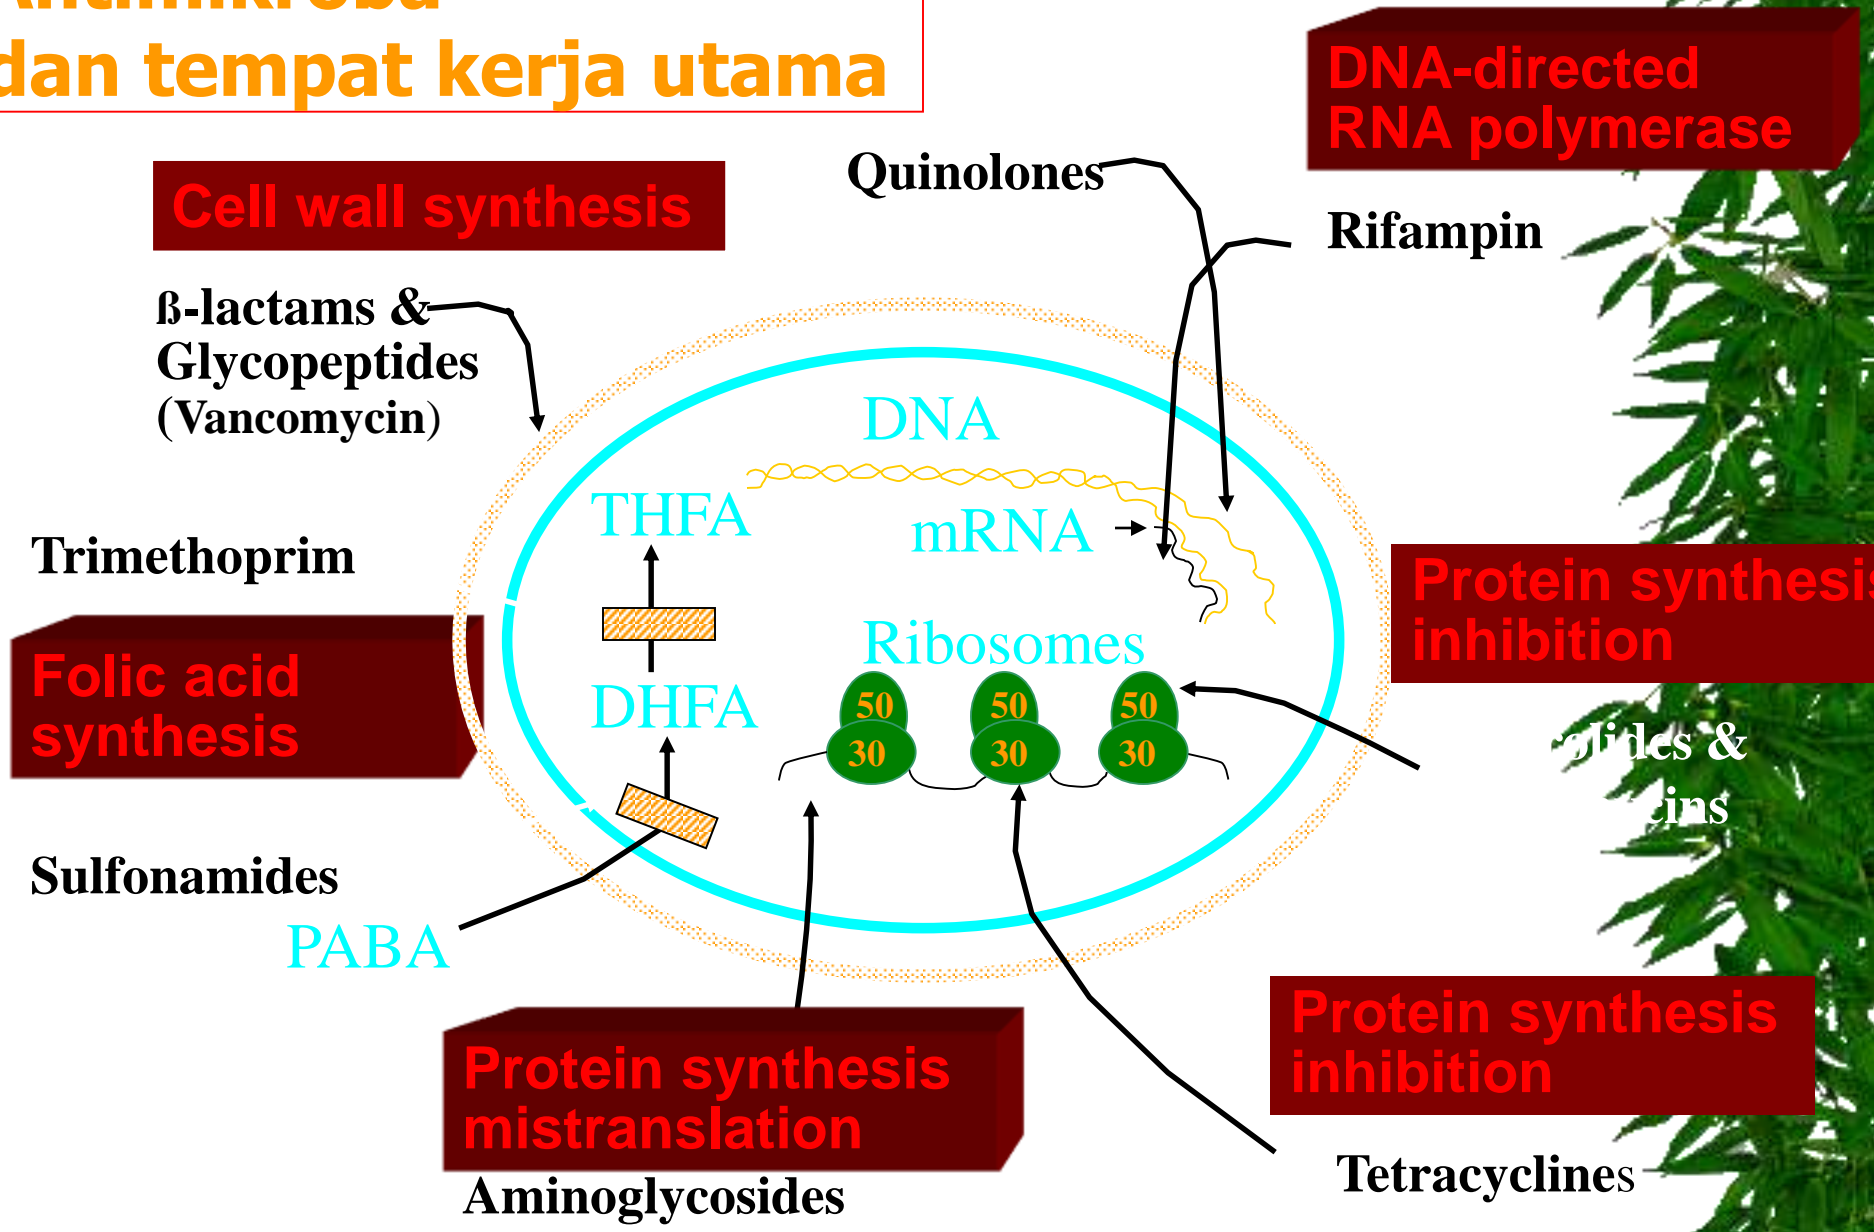 dan tempat kerja utama
DNA-directed
RNA polymerase
Quinolones
Cell wall synthesis
Rifampin
ß-lactams &
Glycopeptides
(Vancomycin)
DNA
THFA
mRNA
Trimethoprim
Protein synthesis
inhibition
Ribosomes
Folic acid
synthesis
DHFA
50
50
50
30
30
30
&
Sulfonamides
PABA
Protein synthesis
inhibition
Protein synthesis
mistranslation
Tetracyclines
Aminoglycosides